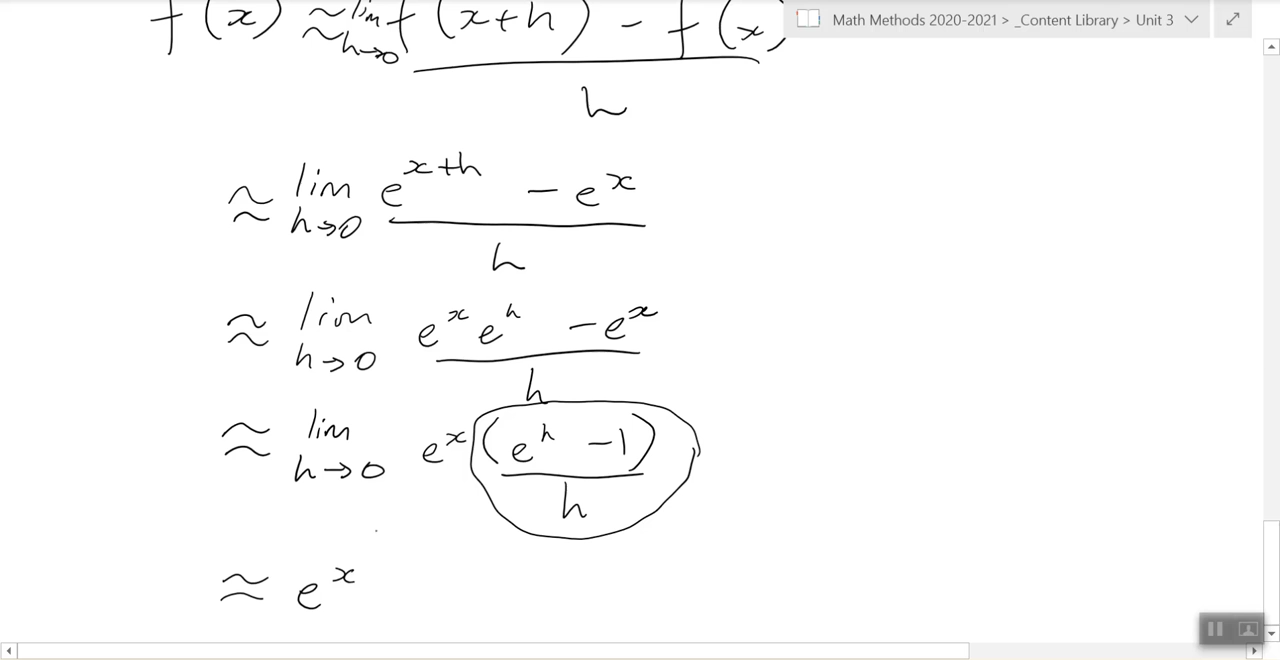 Math Methods 2020-2021 > _Content Library > Unit 3
f(x) ≈ lim h→0 f(x+h) - f(x)
h
≈ lim h→0 e^(x+h) - e^x
h
≈ lim h→0 e^x e^h - e^x
h
≈ lim h→0 e^x (e^h - 1)
h
≈ e^x